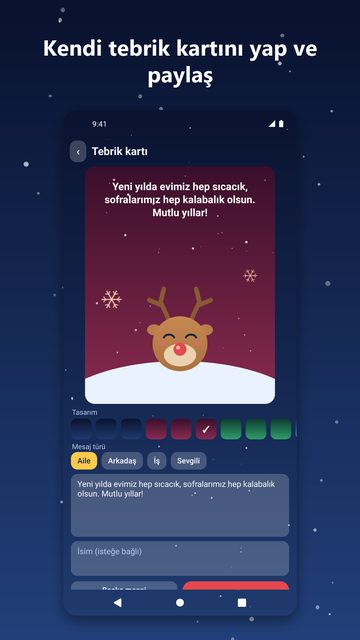 Kendi tebrik kartını yap ve
paylaş
9:41
Tebrik kartı
Yeni yılda evimiz hep sıcacık,
sofralarımız hep kalabalık olsun.
Mutlu yıllar!
Tasarım
Mesaj türü
Aile Arkadaş İş Sevgili
Yeni yılda evimiz hep sıcacık, sofralarımız hep kalabalık
olsun. Mutlu yıllar!
İsim (isteğe bağlı)